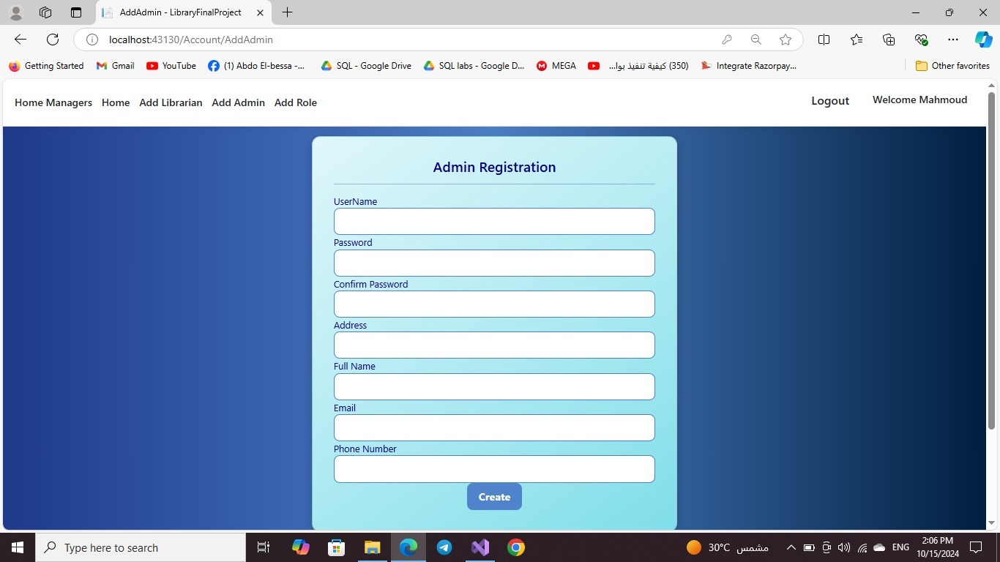 AddAdmin - LibraryFinalProject
localhost:43130/Account/AddAdmin
Getting Started Gmail YouTube (1) Abdo El-bessa -... SQL - Google Drive SQL labs - Google D... MEGA (350) كيفية تنفيذ بوا... Integrate Razorpay... Other favorites
Home Managers Home Add Librarian Add Admin Add Role Logout Welcome Mahmoud
Admin Registration
UserName
Password
Confirm Password
Address
Full Name
Email
Phone Number
Create
Type here to search 30°C مشمس ENG 2:06 PM
10/15/2024